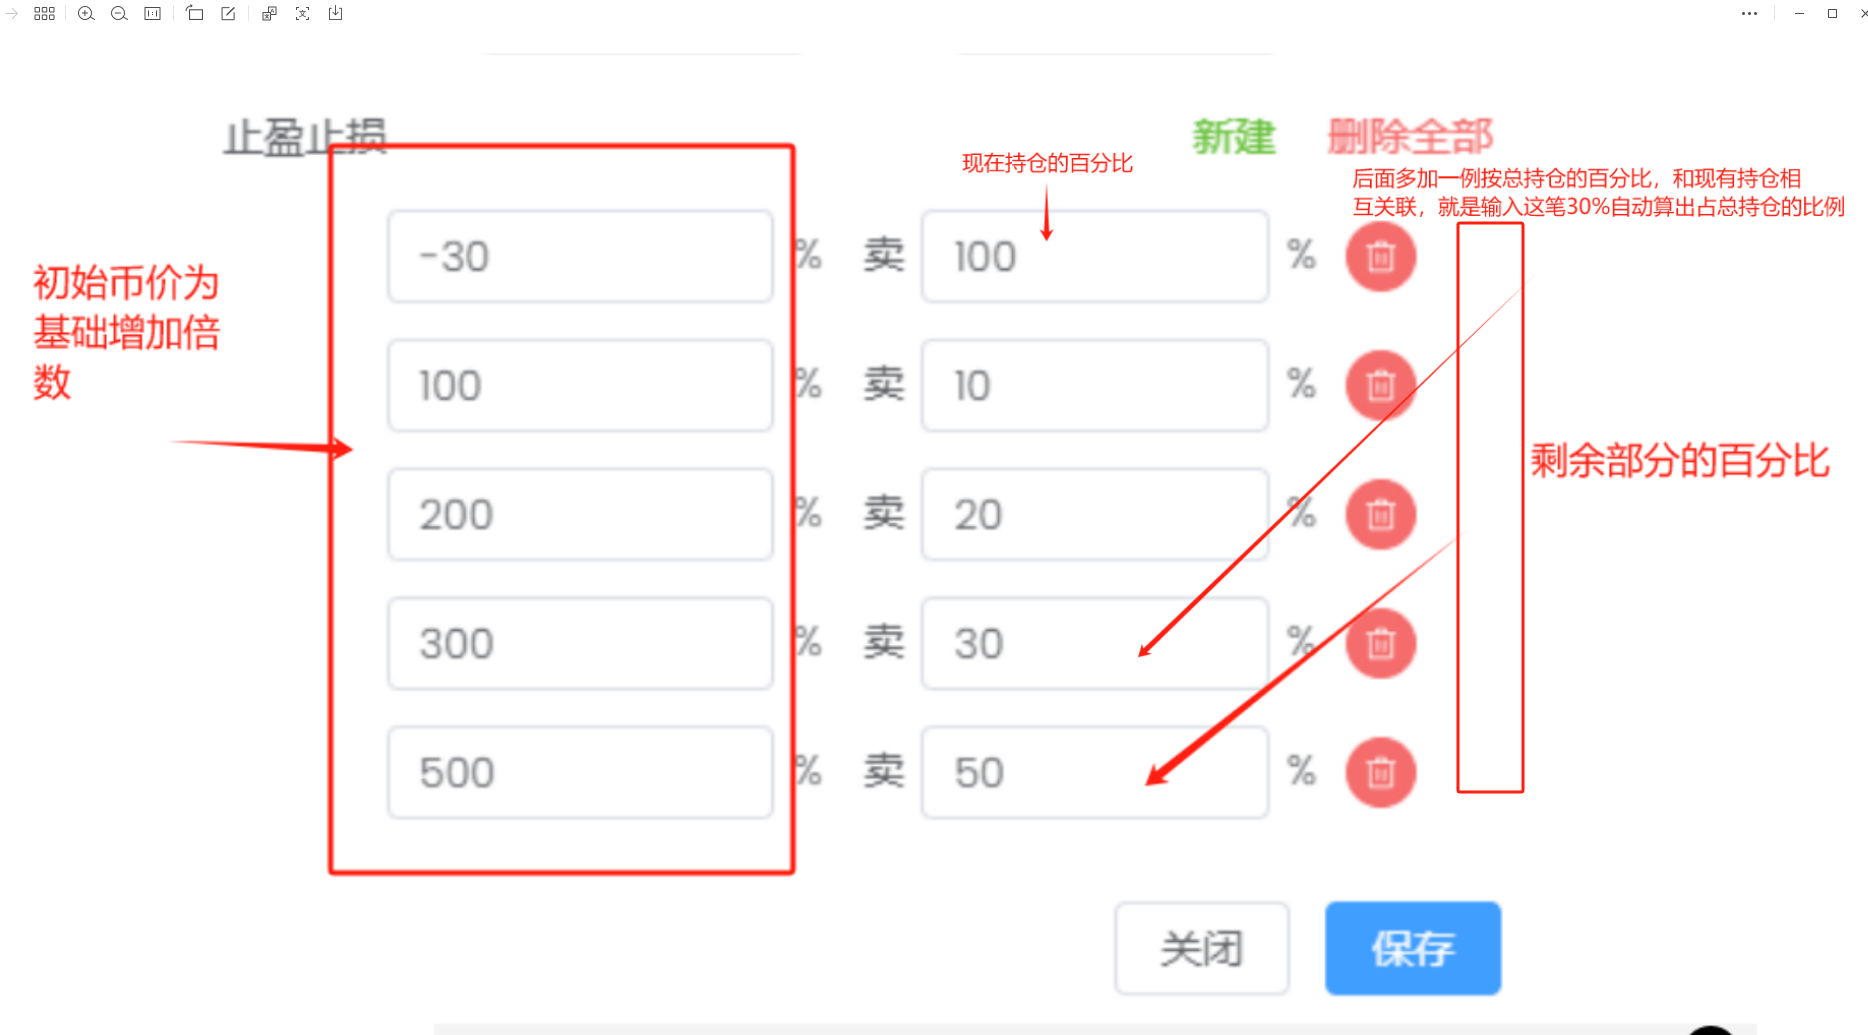 止盈止损
新建
删除全部
现在持仓的百分比
后面多加一例按总持仓的百分比，和现有持仓相
互关联，就是输入这笔30%自动算出占总持仓的比例
初始币价为
基础增加倍
数
-30 % 卖 100 %
100 % 卖 10 %
200 % 卖 20 %
300 % 卖 30 %
500 % 卖 50 %
剩余部分的百分比
关闭
保存